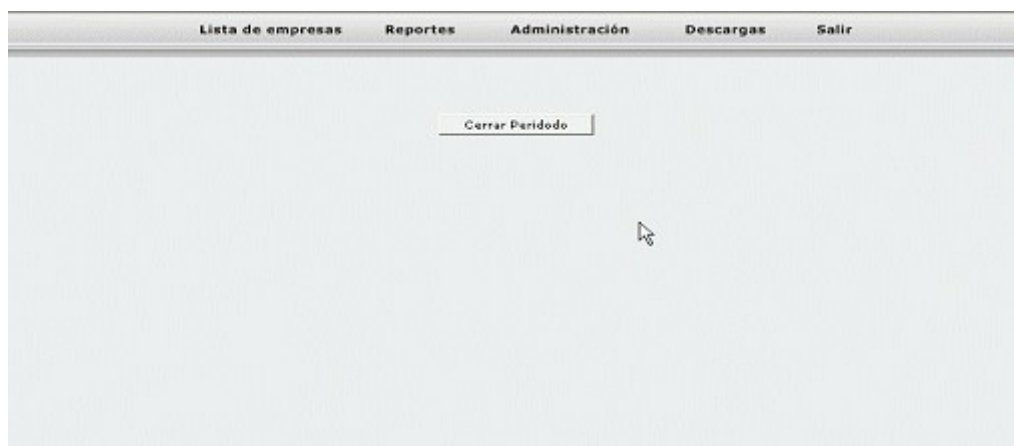 Lista de empresas Reportes Administración Descargas Salir
Cerrar Peridodo